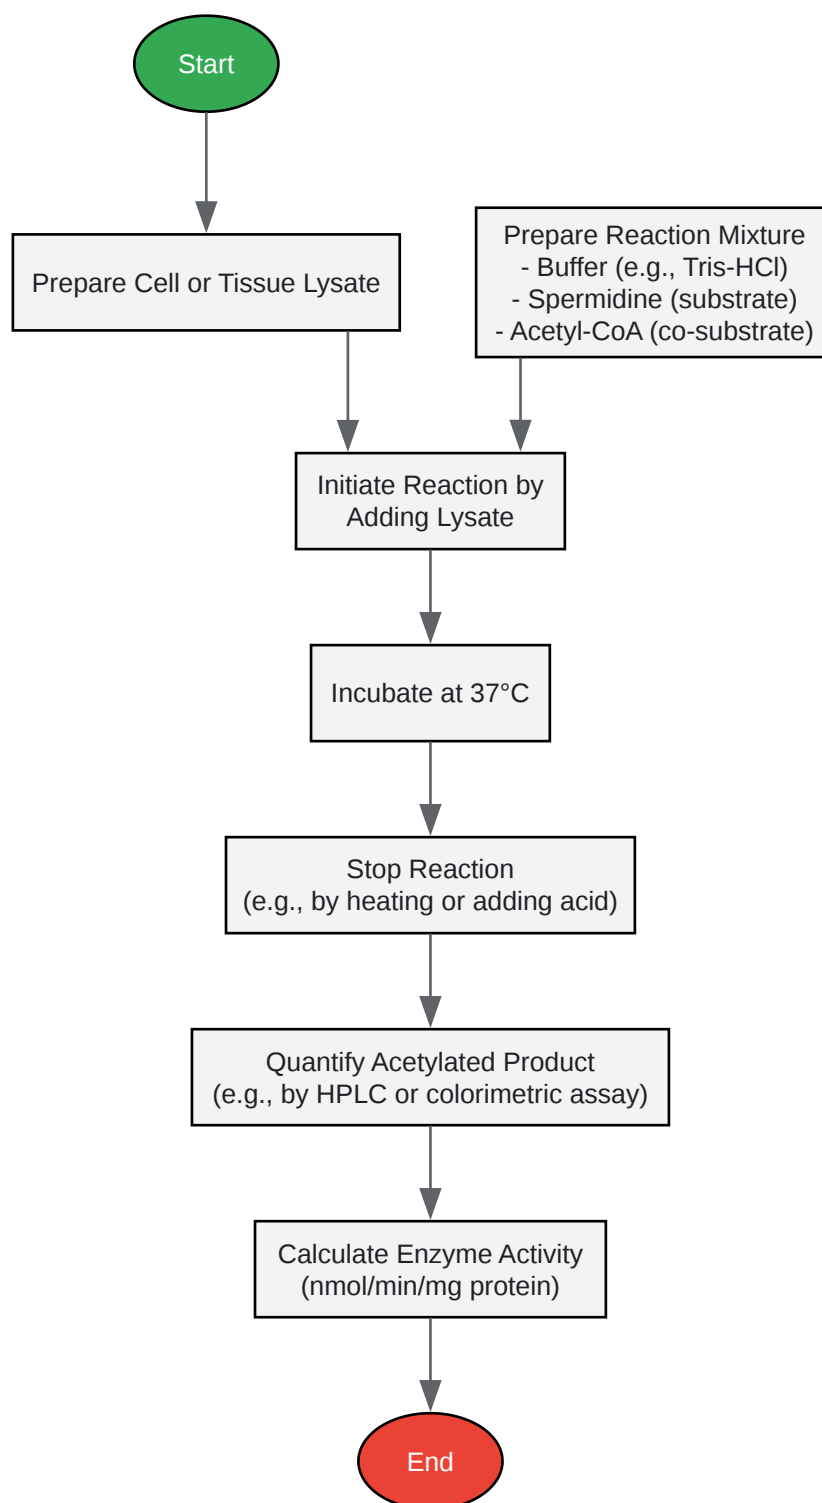 Start
Prepare Cell or Tissue Lysate
Prepare Reaction Mixture
- Buffer (e.g., Tris-HCl)
- Spermidine (substrate)
- Acetyl-CoA (co-substrate)
Initiate Reaction by
Adding Lysate
Incubate at 37°C
Stop Reaction
(e.g., by heating or adding acid)
Quantify Acetylated Product
(e.g., by HPLC or colorimetric assay)
Calculate Enzyme Activity
(nmol/min/mg protein)
End